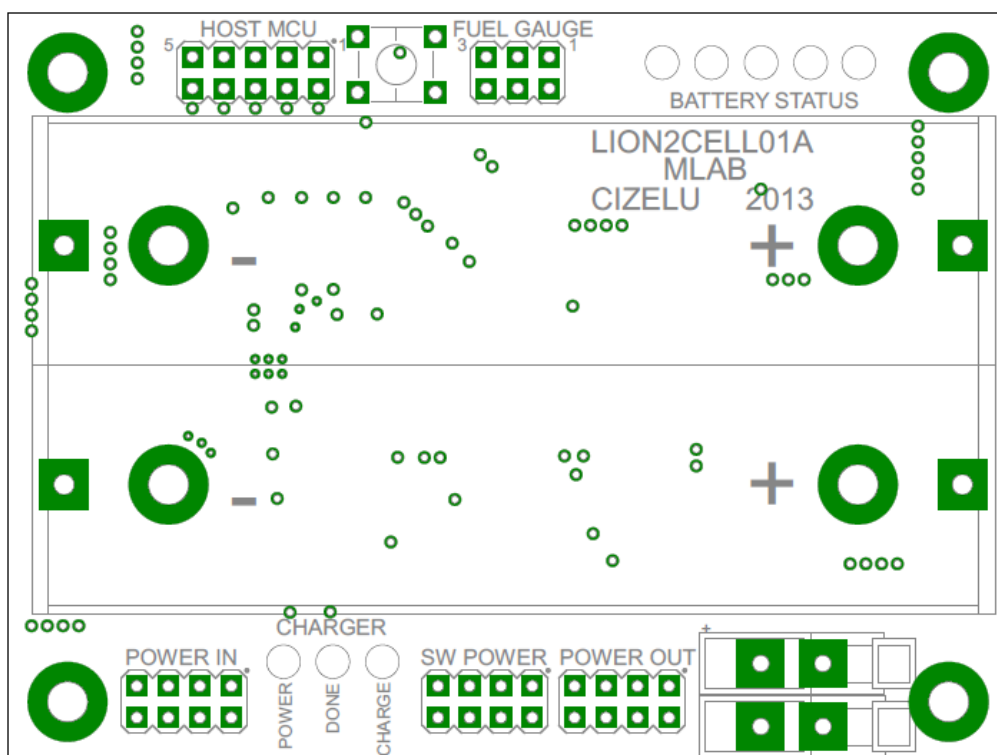 HOST MCU
5 1
FUEL GAUGE
3 1
BATTERY STATUS
LION2CELL01A
MLAB
CIZELU 2013
- +
- +
CHARGER
+
POWER IN
SW POWER
POWER OUT
POWER
DONE
CHARGE